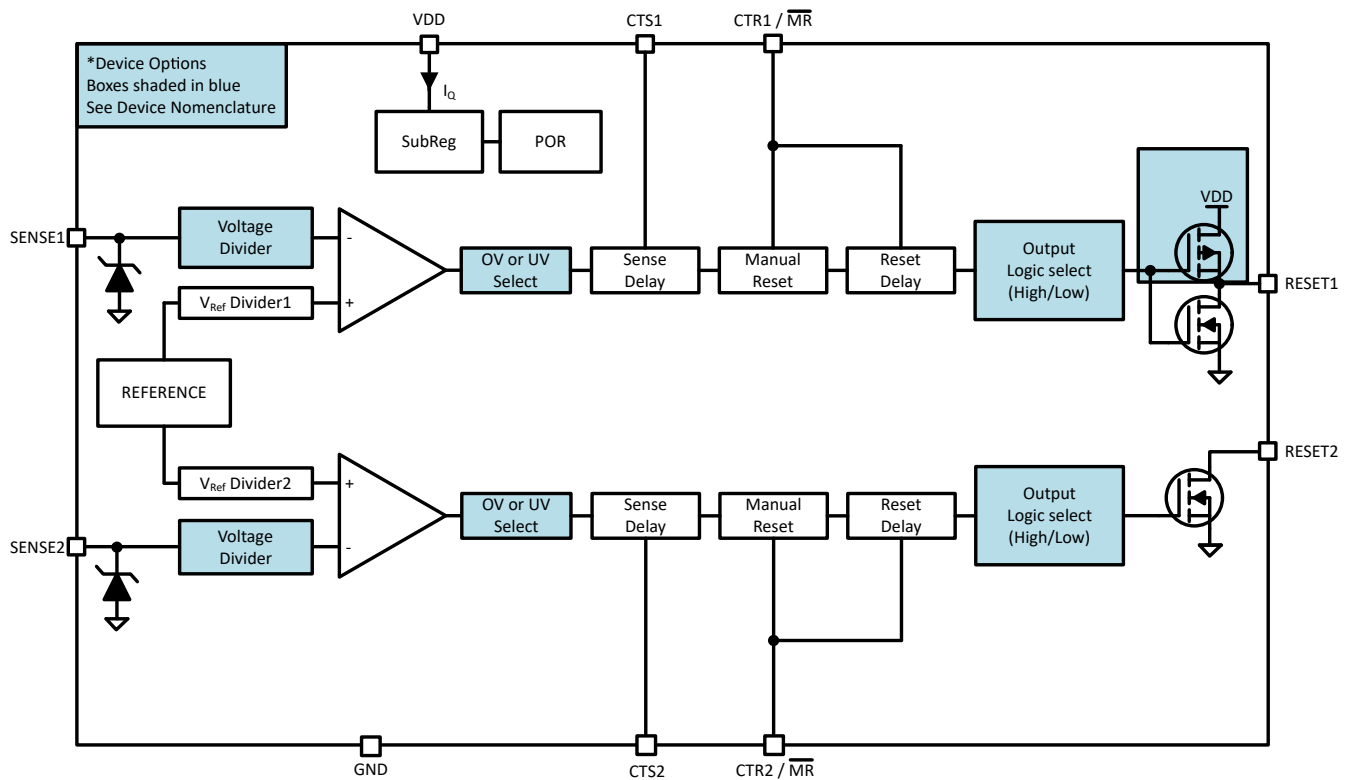 VDD
CTS1
CTR1 / MR
*Device Options
Boxes shaded in blue
See Device Nomenclature
IQ
SubReg
POR
VDD
SENSE1
Voltage
Divider
-
OV or UV
Select
Sense
Delay
Manual
Reset
Reset
Delay
Output
Logic select
(High/Low)
RESET1
VRef Divider1
+
REFERENCE
RESET2
VRef Divider2
+
OV or UV
Select
Sense
Delay
Manual
Reset
Reset
Delay
Output
Logic select
(High/Low)
SENSE2
Voltage
Divider
-
GND
CTS2
CTR2 / MR